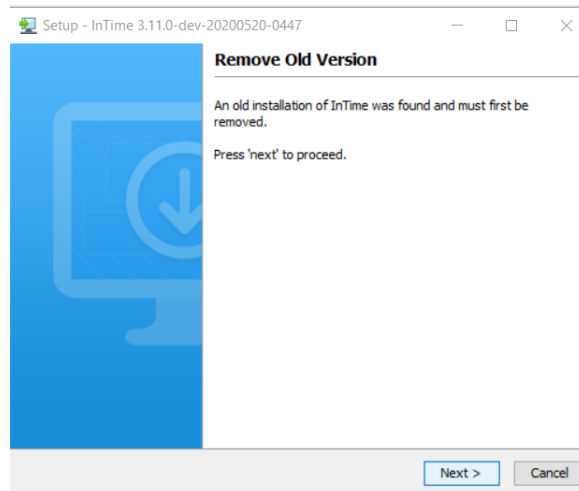 Setup - InTime 3.11.0-dev-20200520-0447
Remove Old Version
An old installation of InTime was found and must first be
removed.
Press 'next' to proceed.
Next >
Cancel